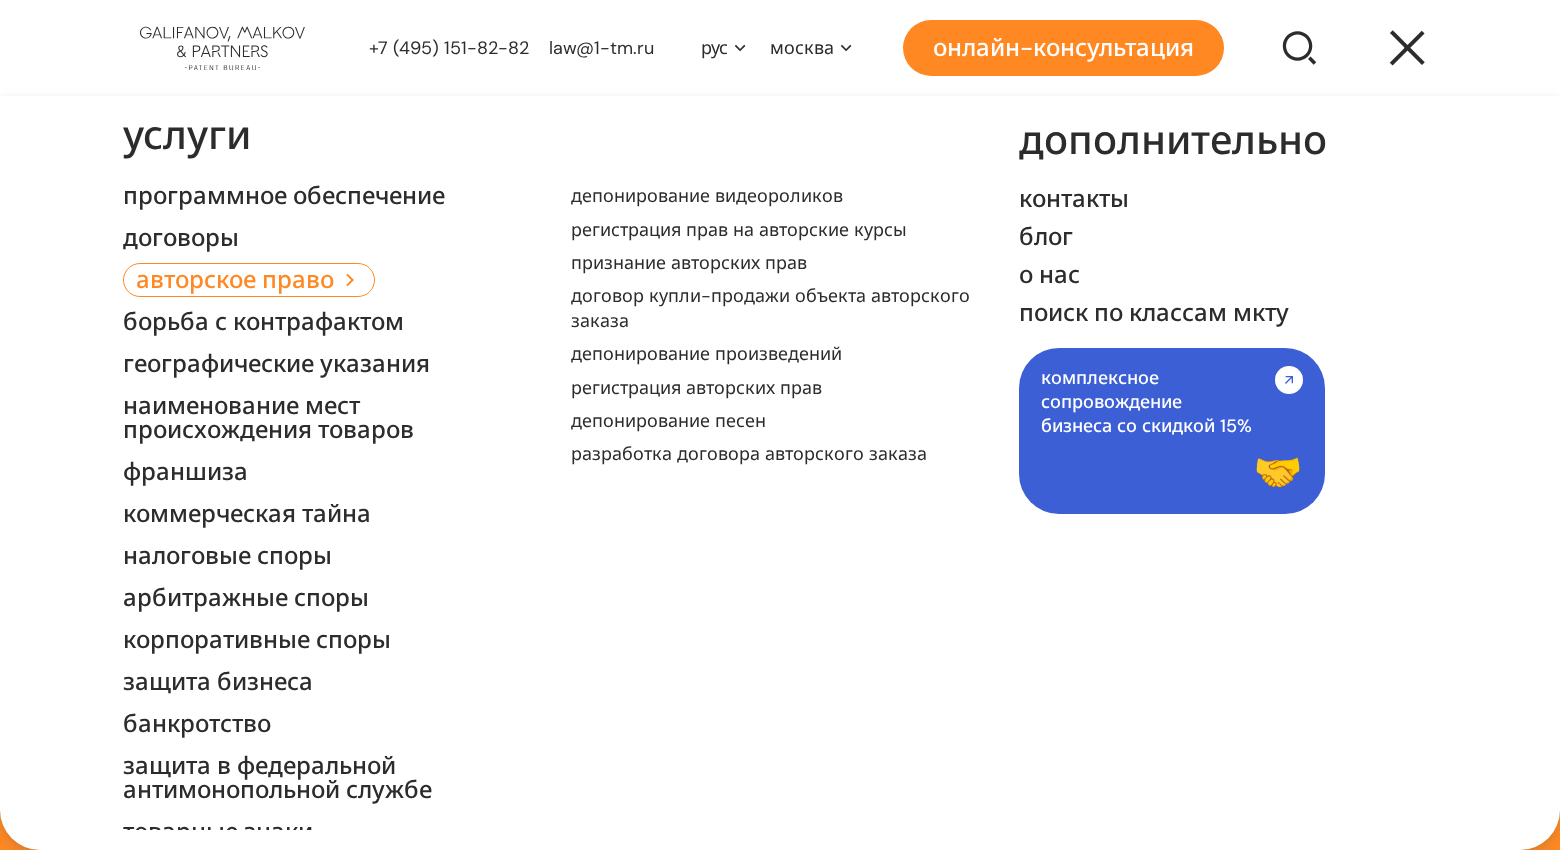 GALIFANOV, MALKOV
& PARTNERS
-PATENT BUREAU-
+7 (495) 151-82-82
law@1-tm.ru
рус
москва
онлайн-консультация
услуги
программное обеспечение
договоры
авторское право
борьба с контрафактом
географические указания
наименование мест
происхождения товаров
франшиза
коммерческая тайна
налоговые споры
арбитражные споры
корпоративные споры
защита бизнеса
банкротство
защита в федеральной
антимонопольной службе
товарные знаки
депонирование видеороликов
регистрация прав на авторские курсы
признание авторских прав
договор купли-продажи объекта авторского
заказа
депонирование произведений
регистрация авторских прав
депонирование песен
разработка договора авторского заказа
дополнительно
контакты
блог
о нас
поиск по классам мкту
комплексное
сопровождение
бизнеса со скидкой 15%